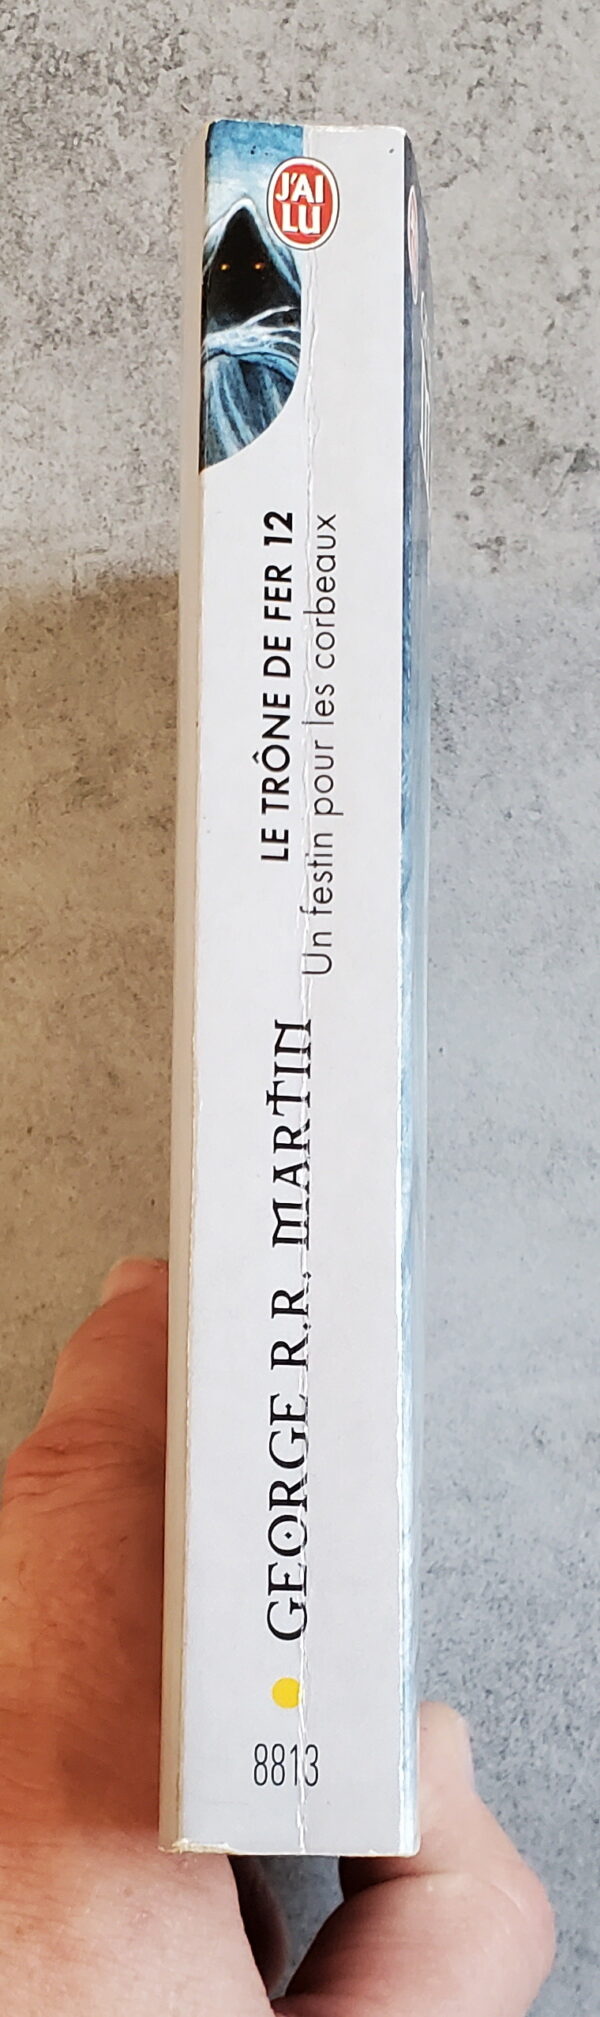 J'AI
LU
LE TRÔNE DE FER 12
Un festin pour les corbeaux
GEORGE R.R. MARTIN
8813